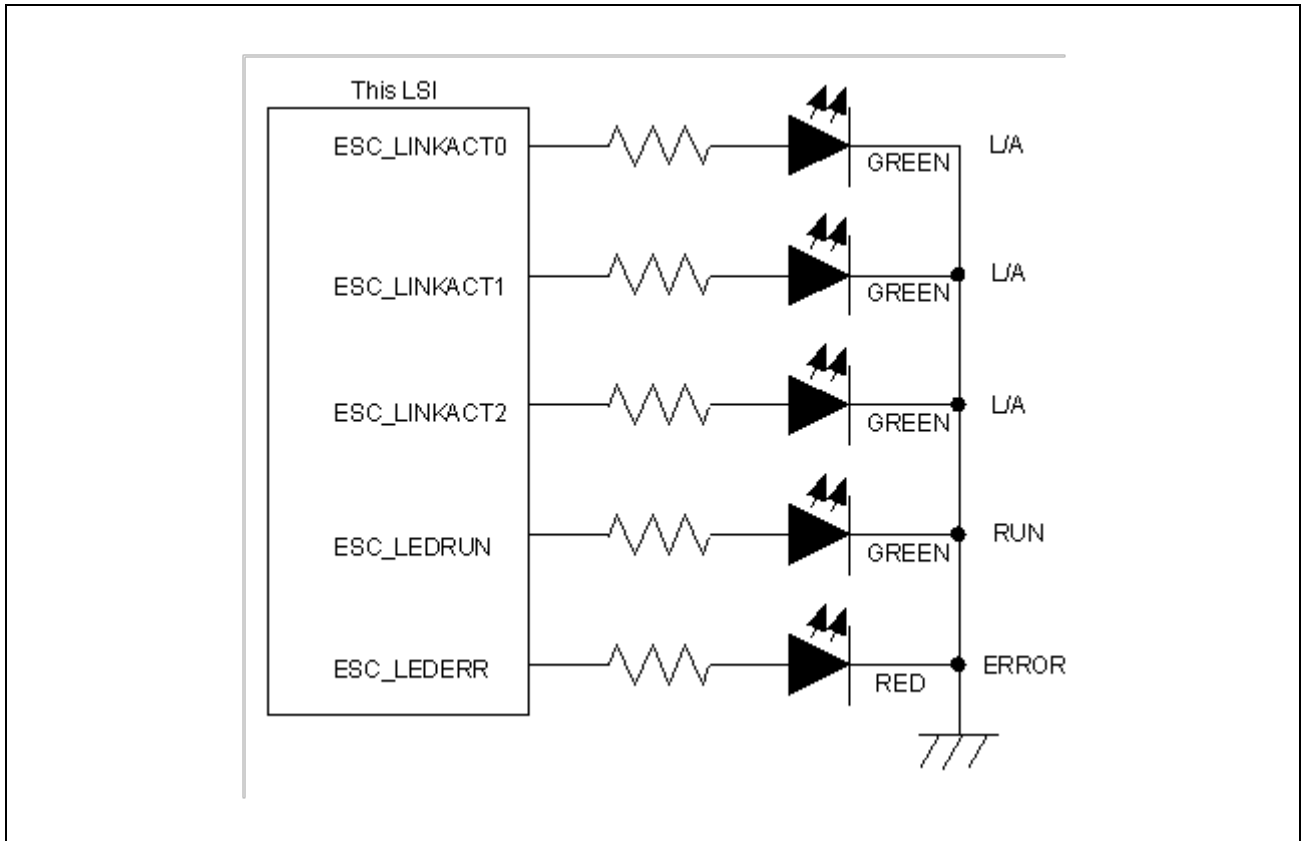 This LSI
ESC_LINKACT0
GREEN
L/A
ESC_LINKACT1
GREEN
L/A
ESC_LINKACT2
GREEN
L/A
ESC_LEDRUN
GREEN
RUN
ESC_LEDERR
RED
ERROR